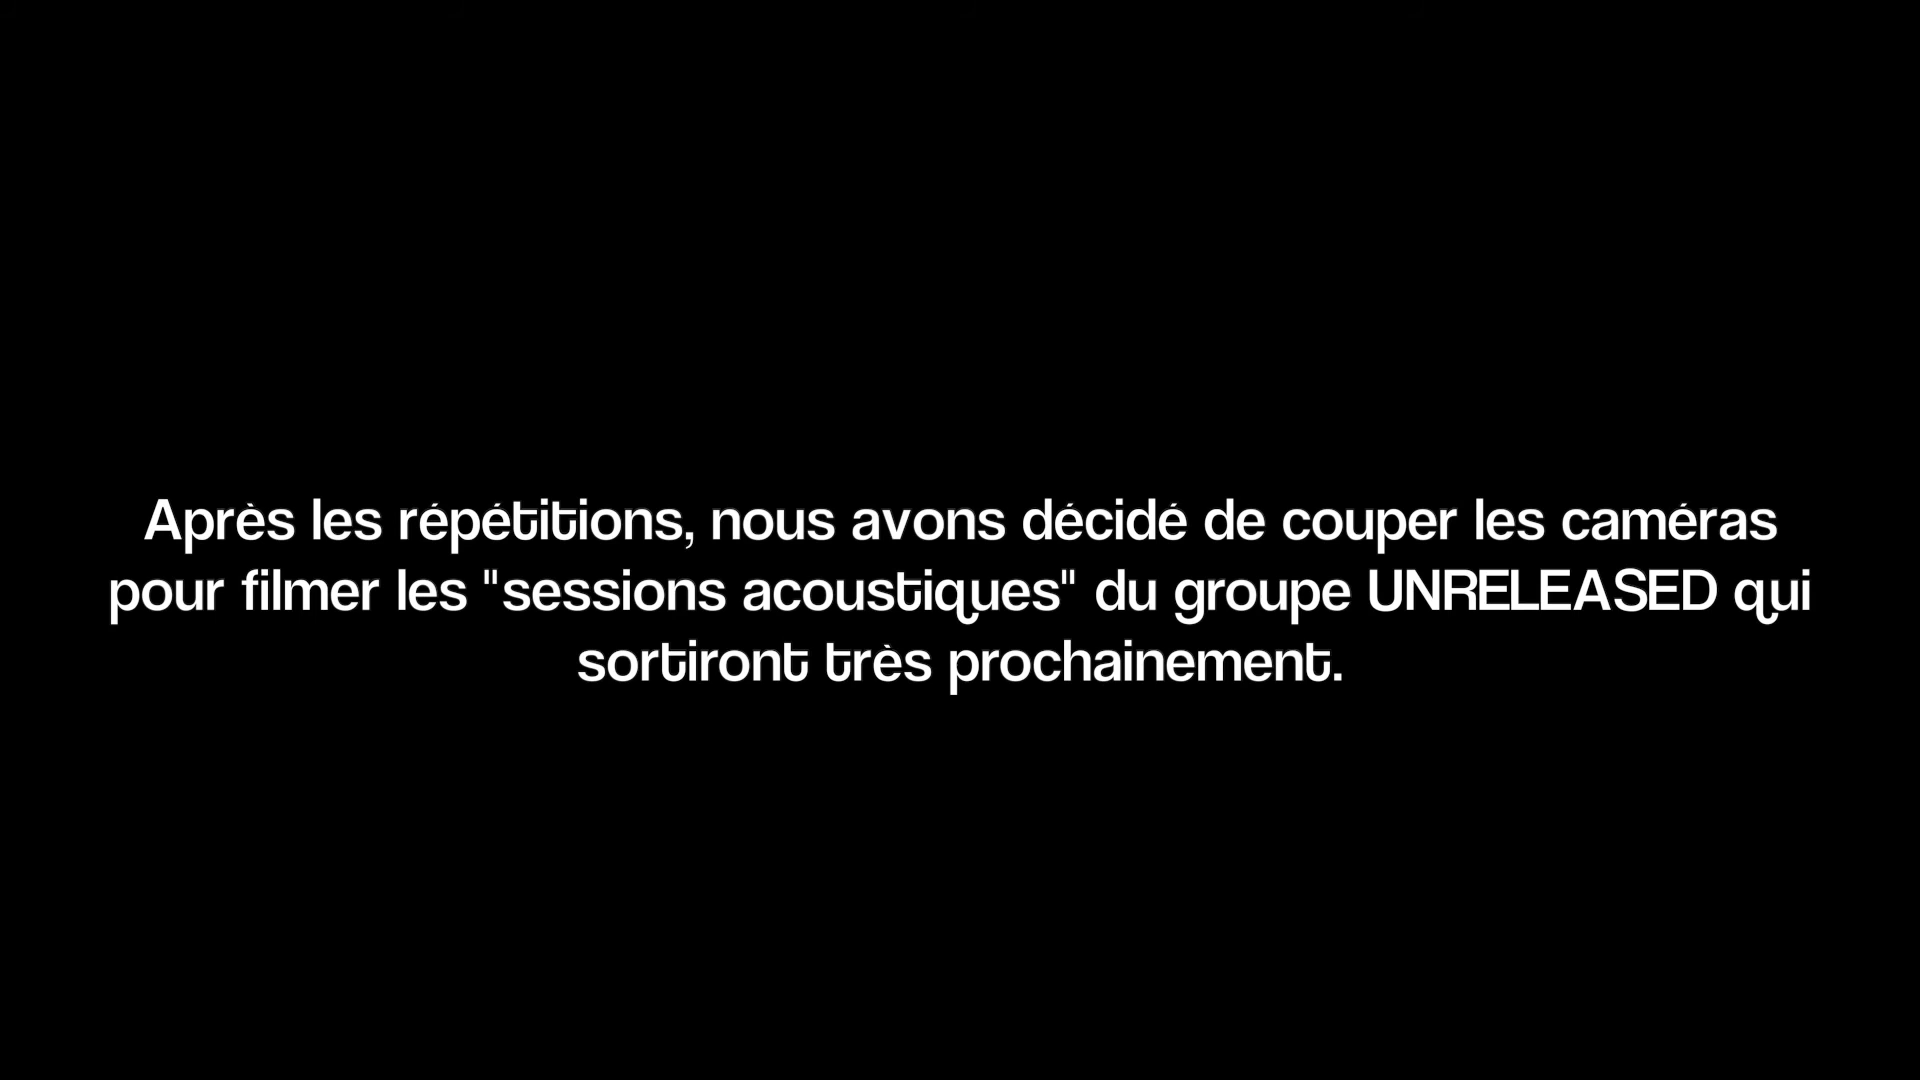 Après les répétitions, nous avons décidé de couper les caméras
pour filmer les "sessions acoustiques" du groupe UNRELEASED qui
sortiront très prochainement.